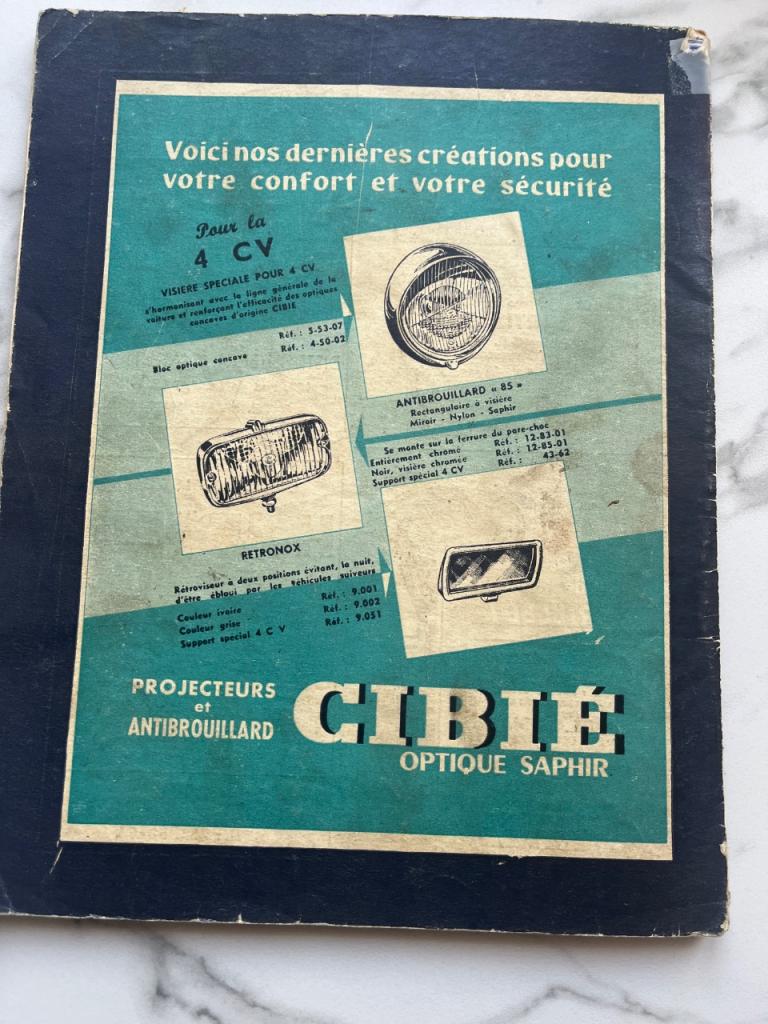 Voici nos dernières créations pour
votre confort et votre sécurité
Pour la
4 CV
VISIERE SPECIALE POUR 4 CV
s'harmonisant avec la ligne générale de la
voiture et renforçant l'efficacité des optiques
concaves d'origine CIBIE
Réf. : 5-53-07
Bloc optique concave Réf. : 4-50-02
ANTIBROUILLARD « 85 »
Rectangulaire à visière
Miroir - Nylon - Saphir
Se monte sur la ferrure du pare-choc
Entièrement chromé Réf. : 12-83-01
Noir, visière chromée Réf. : 12-85-01
Support spécial 4 CV Réf. : 43-62
RETRONOX
Rétroviseur à deux positions évitant, la nuit,
d'être ébloui par les véhicules suiveurs
Couleur ivoire Réf. : 9.001
Couleur grise Réf. : 9.002
Support spécial 4 C V Réf. : 9.051
PROJECTEURS
et
ANTIBROUILLARD
CIBIÉ
OPTIQUE SAPHIR